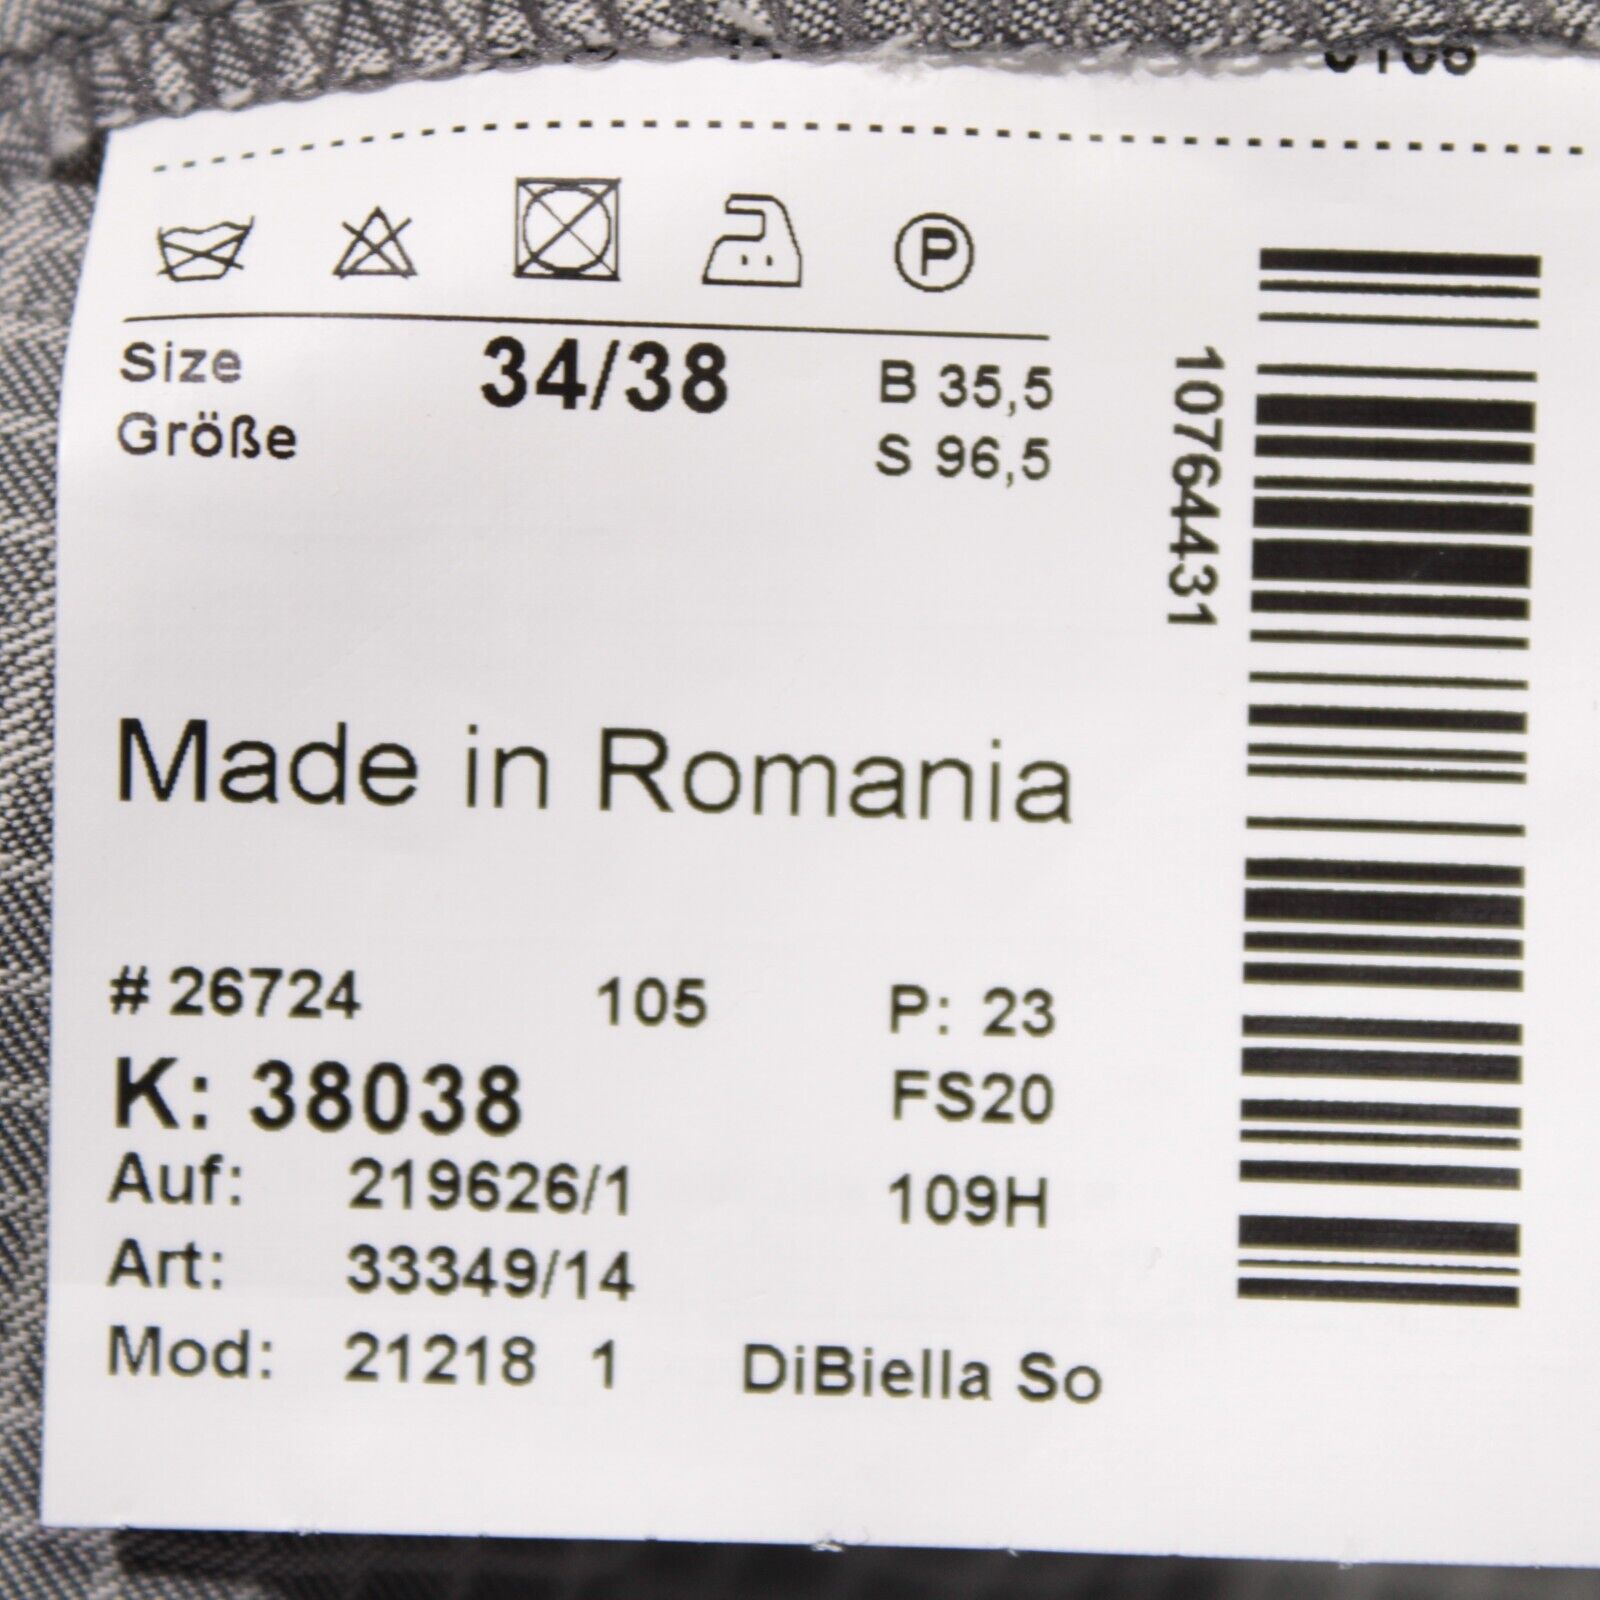 Size 34/38 B 35,5
Größe S 96,5
10764431
Made in Romania
# 26724 105 P: 23
K: 38038 FS20
Auf: 219626/1 109H
Art: 33349/14
Mod: 21218 1 DiBiella So
P